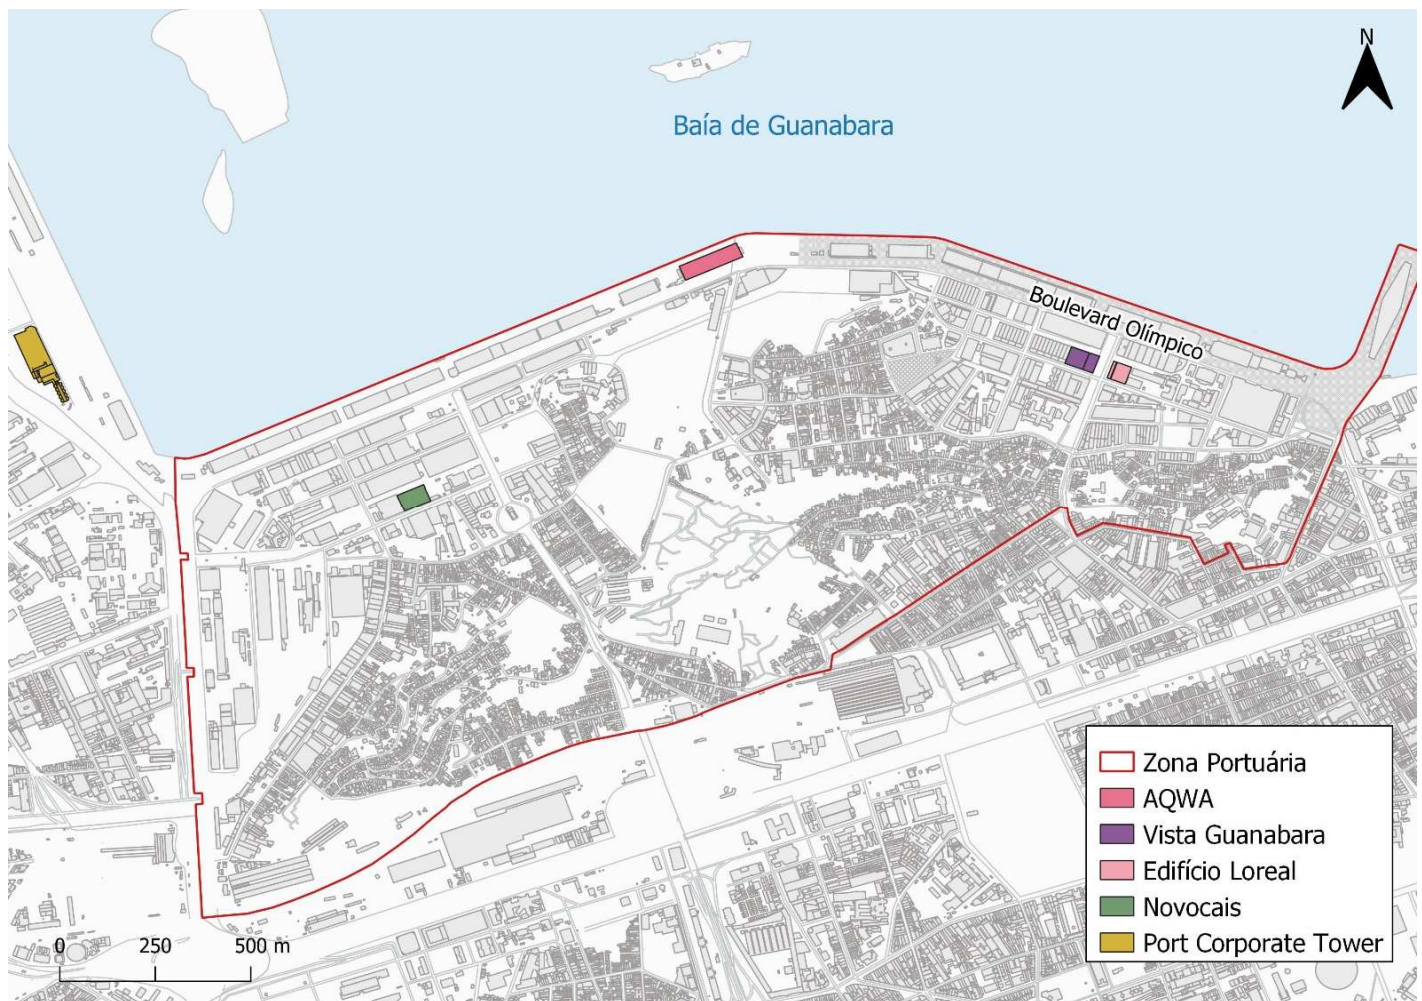 N
Baía de Guanabara
Boulevard Olímpico
Zona Portuária
AQWA
Vista Guanabara
Edifício Loreal
Novocais
Port Corporate Tower
0 250 500 m